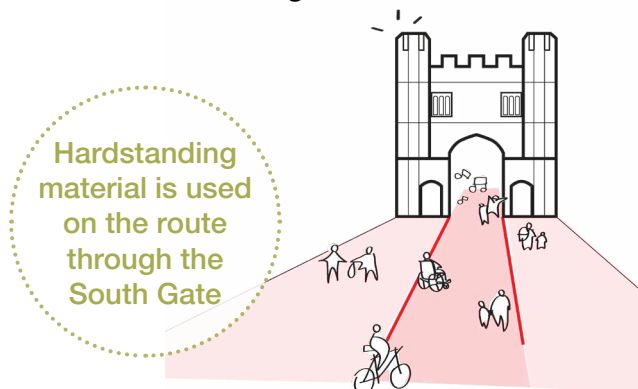 Hardstanding
material is used
on the route
through the
South Gate